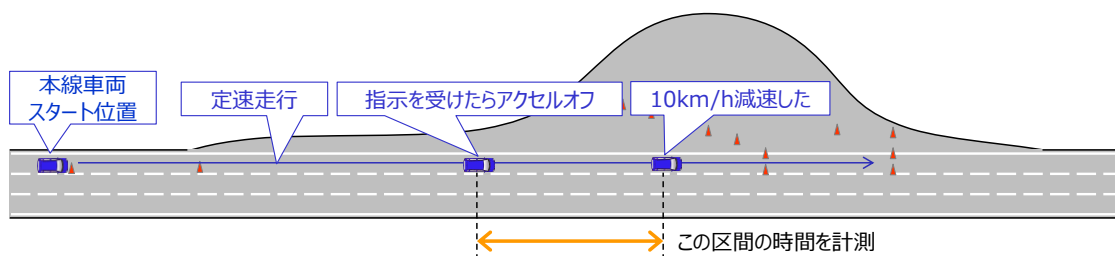 本線車両
スタート位置
定速走行
指示を受けたらアクセルオフ
10km/h減速した
この区間の時間を計測